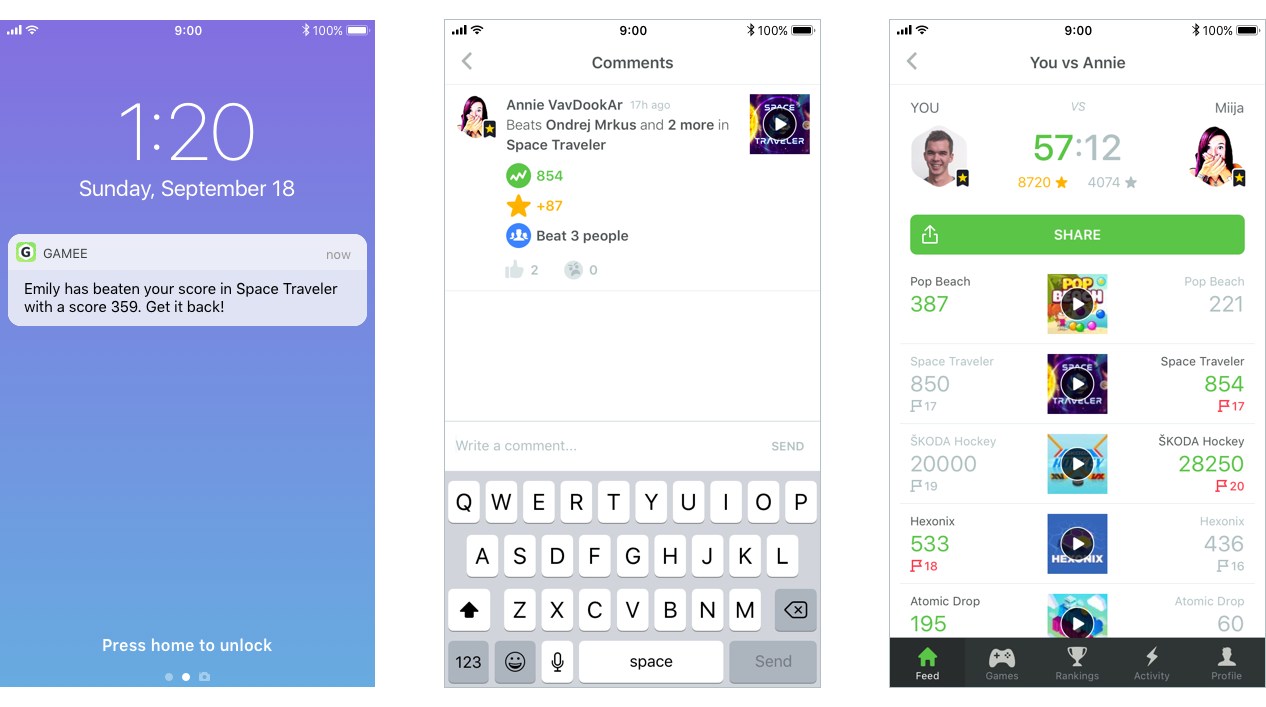 9:00
100%
1:20
Sunday, September 18
G GAMEE
now
Emily has beaten your score in Space Traveler
with a score 359. Get it back!
Press home to unlock
9:00
100%
Comments
Annie VavDookAr 17h ago
Beats Ondrej Mrkus and 2 more in
Space Traveler
SPACE
TRAVELER
854
+87
Beat 3 people
2
0
Write a comment...
SEND
Q W E R T Y U I O P
A S D F G H J K L
Z X C V B N M
123
space
Send
9:00
100%
You vs Annie
YOU
VS
Miija
57:12
8720
4074
SHARE
Pop Beach
387
POP
BEACH
Pop Beach
221
Space Traveler
850
17
SPACE
TRAVELER
Space Traveler
854
17
ŠKODA Hockey
20000
19
ŠKODA Hockey
28250
20
Hexonix
533
18
HEXONIX
Hexonix
436
16
Atomic Drop
195
Atomic Drop
60
Feed
Games
Rankings
Activity
Profile